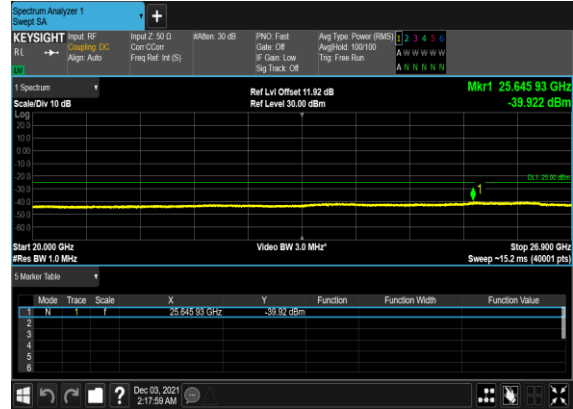 Spectrum Analyzer 1
Swept SA
KEYSIGHT Input: RF Input Z: 50 Ω #Atten: 30 dB PNO: Fast Avg Type: Power (RMS) 1 2 3 4 5 6
RL Coupling: DC Corr CCorr Gate: Off Avg|Hold: 100/100 A W W W W W
Align: Auto Freq Ref: Int (S) IF Gain: Low Trig: Free Run
Sig Track: Off A N N N N N
1 Spectrum Ref Lvl Offset 11.92 dB Mkr1 25.645 93 GHz
Scale/Div 10 dB Ref Level 30.00 dBm -39.922 dBm
Log
20.0
10.0
0.00
-10.0
-20.0
DL1 -25.00 dBm
-30.0
1
-40.0
-50.0
-60.0
Start 20.000 GHz Video BW 3.0 MHz* Stop 26.900 GHz
#Res BW 1.0 MHz Sweep ~15.2 ms (40001 pts)
5 Marker Table
Mode Trace Scale X Y Function Function Width Function Value
1 N 1 f 25.645 93 GHz -39.92 dBm
2
3
4
5
6
Dec 03, 2021
2:17:59 AM